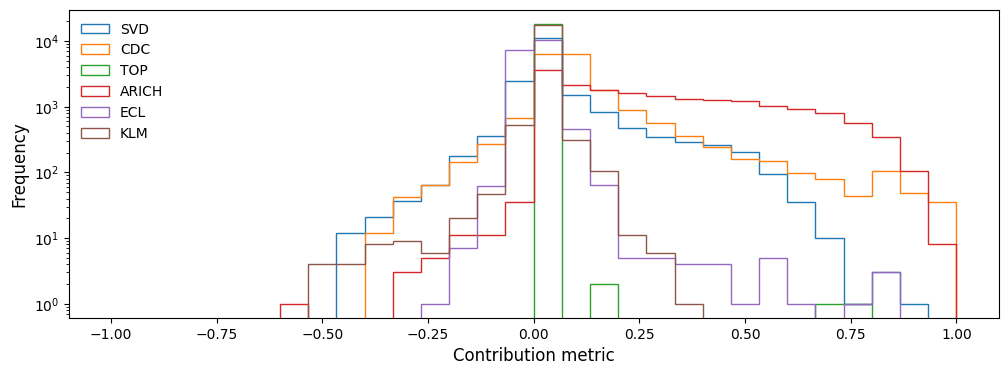 SVD
CDC
TOP
ARICH
ECL
KLM
Frequency
10⁴
10³
10²
10¹
10⁰
−1.00 −0.75 −0.50 −0.25 0.00 0.25 0.50 0.75 1.00
Contribution metric